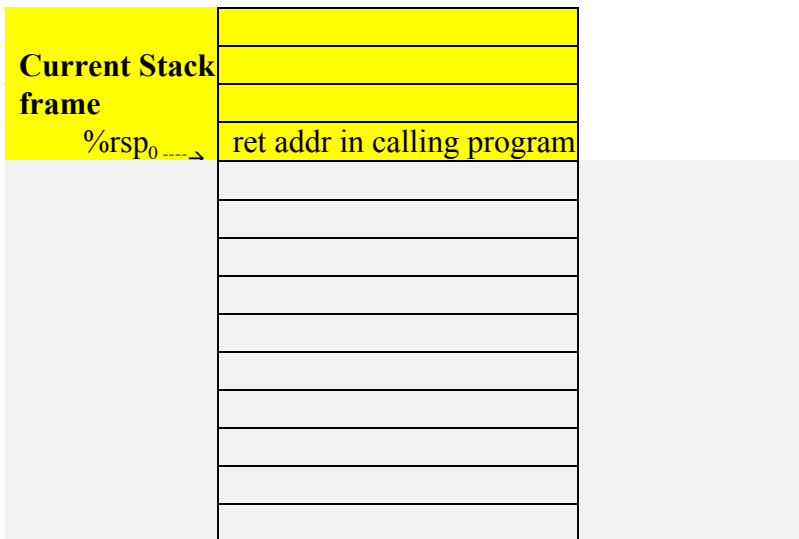 Current Stack
frame
%rsp₀ ----→ ret addr in calling program